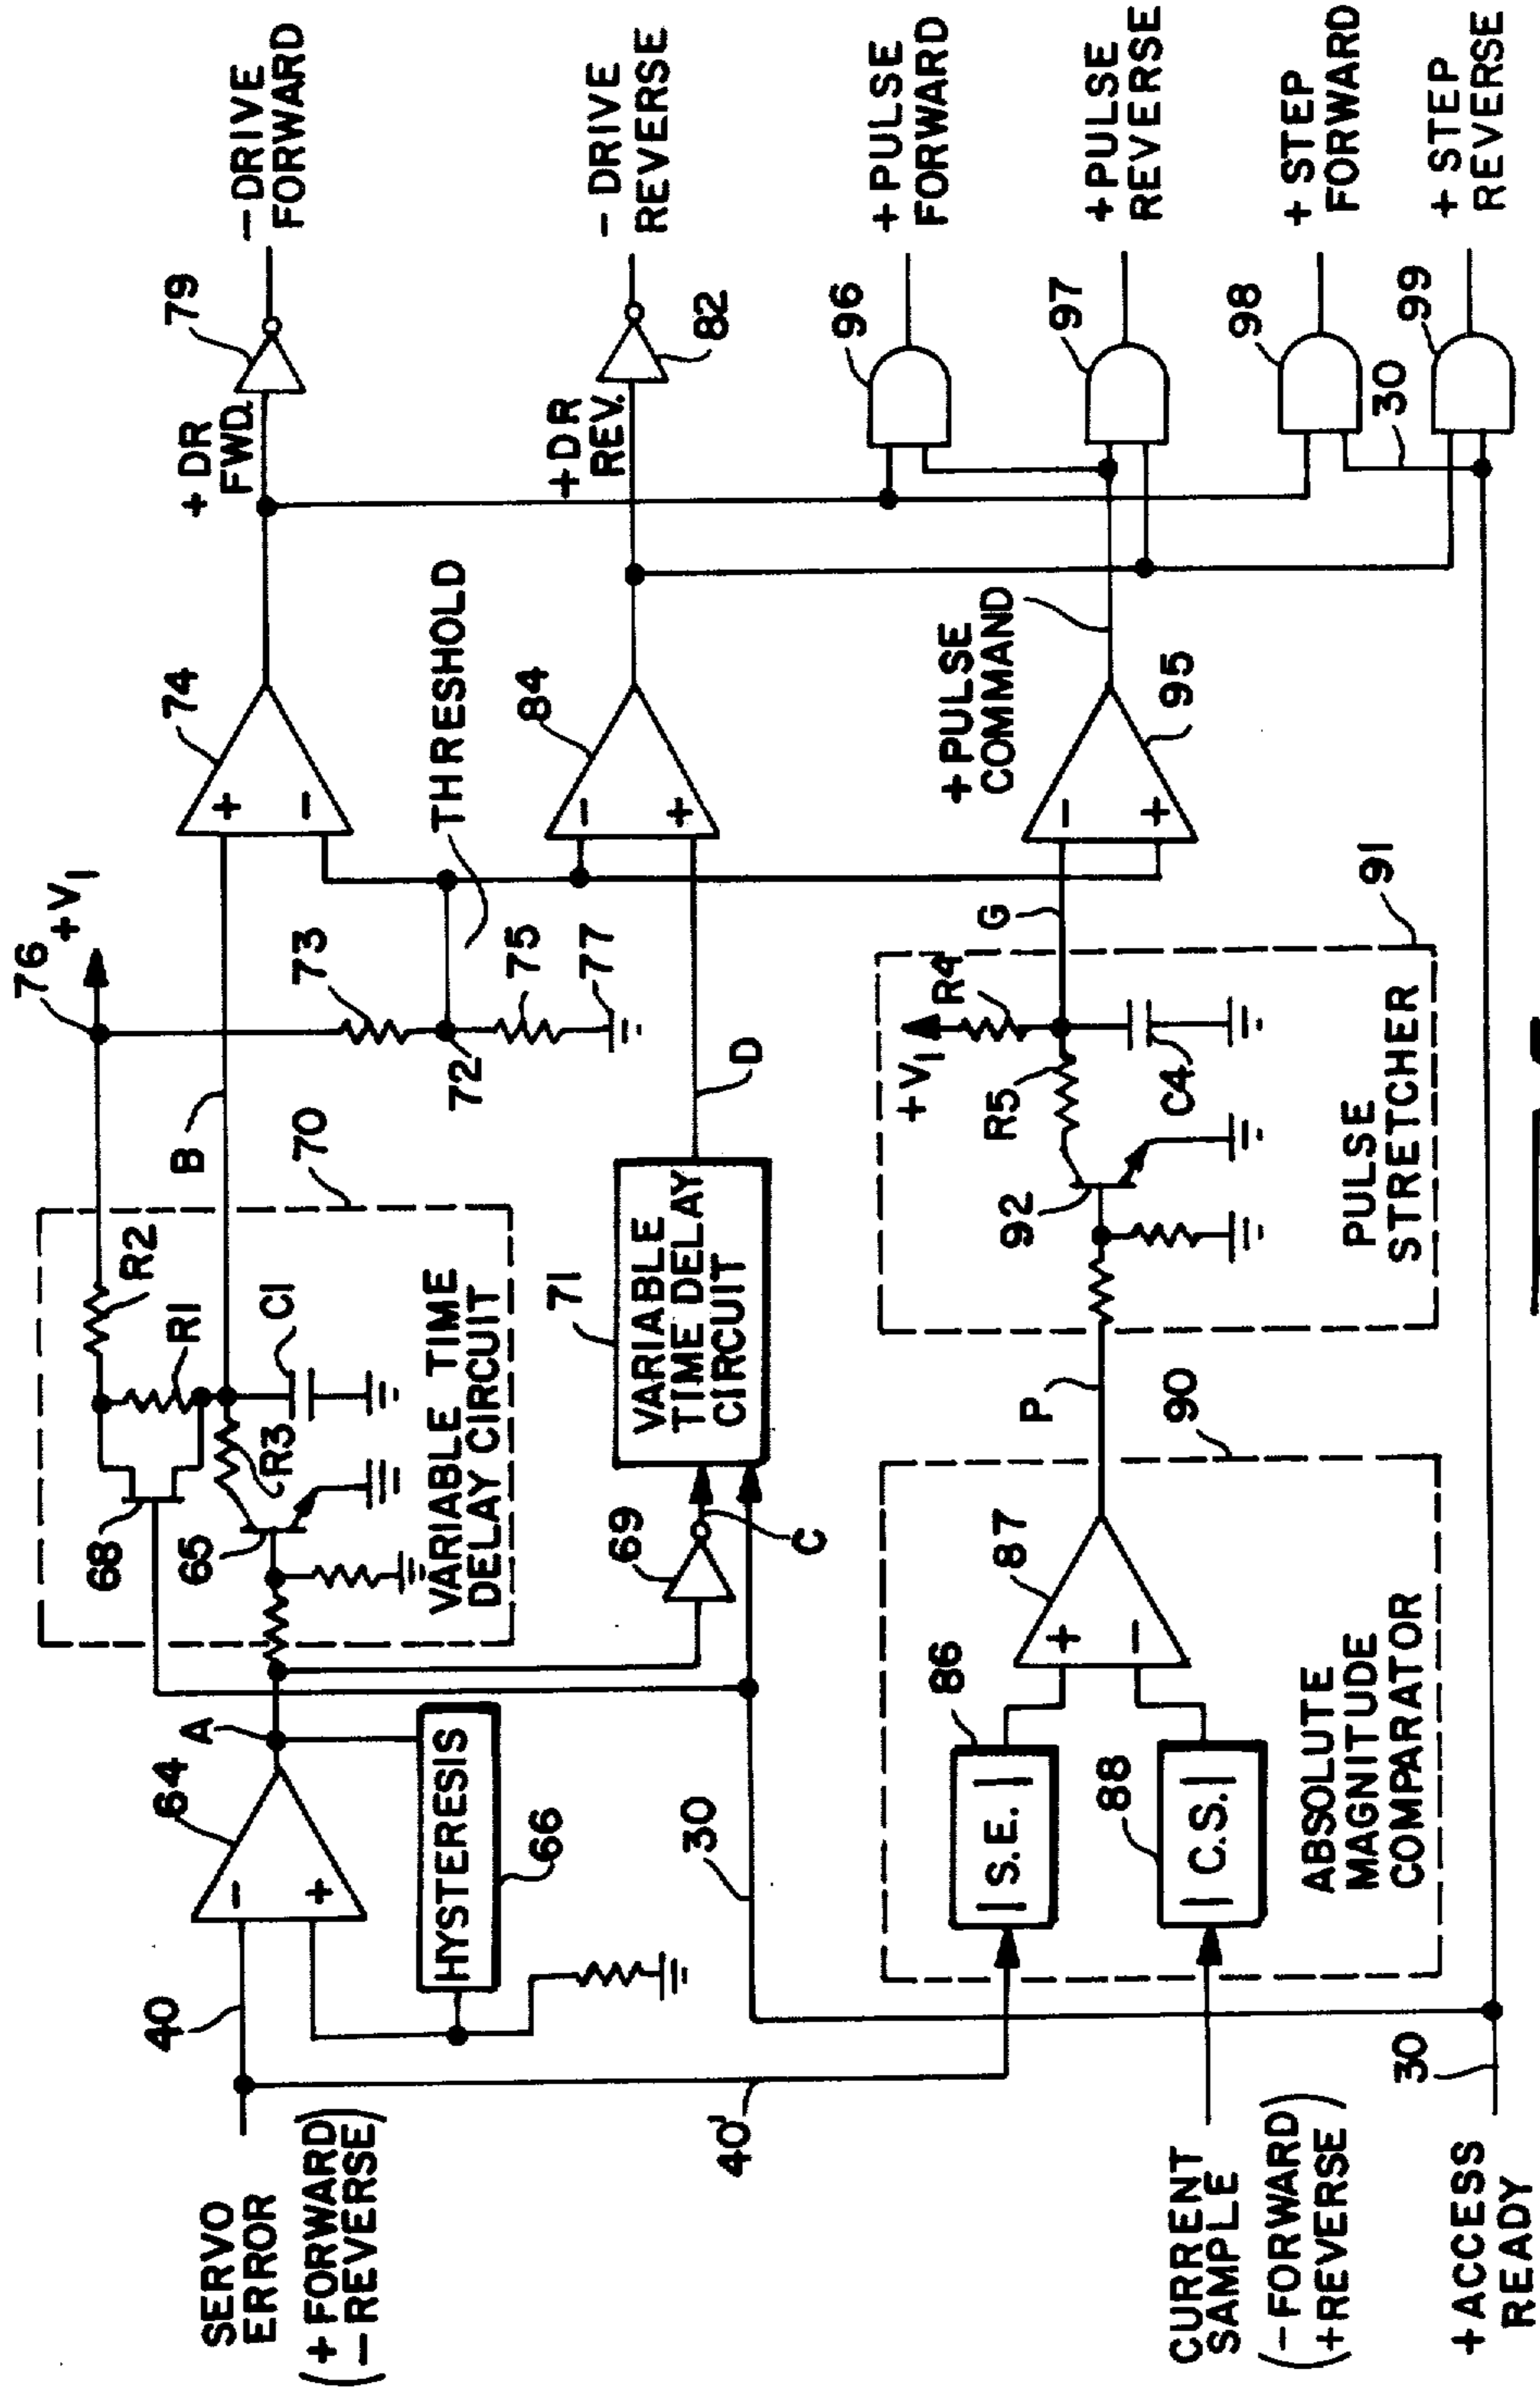 SERVO
ERROR
(+ FORWARD)
(- REVERSE)
40
40'
64
-
+
A
HYSTERESIS
66
68
65
R3
R1
R2
C1
VARIABLE TIME
DELAY CIRCUIT
70
B
76
+V1
73
72
75
77
THRESHOLD
74
+
-
+DR
FWD.
79
- DRIVE
FORWARD
69
C
71
VARIABLE
TIME DELAY
CIRCUIT
D
84
-
+
+DR
REV.
82
- DRIVE
REVERSE
30
CURRENT
SAMPLE
(-FORWARD)
(+REVERSE)
86
| S.E. |
88
| C.S. |
87
+
-
ABSOLUTE
MAGNITUDE
COMPARATOR
90
P
92
R5
+V1
R4
C4
PULSE
STRETCHER
91
G
-
+
95
+PULSE
COMMAND
96
+PULSE
FORWARD
97
+PULSE
REVERSE
98
+STEP
FORWARD
30
99
+STEP
REVERSE
+ACCESS
READY
30